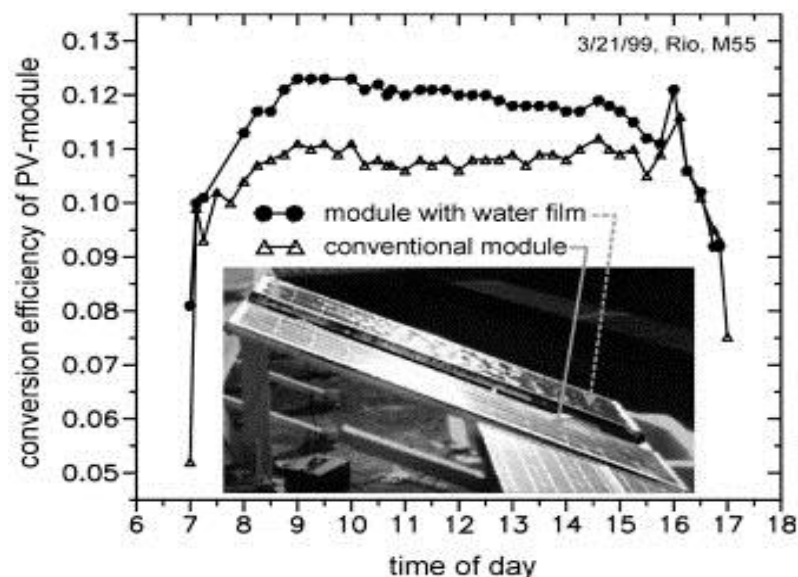 3/21/99, Rio, M55
conversion efficiency of PV-module
0.13
0.12
0.11
0.10
0.09
0.08
0.07
0.06
0.05
module with water film
conventional module
6 7 8 9 10 11 12 13 14 15 16 17 18
time of day